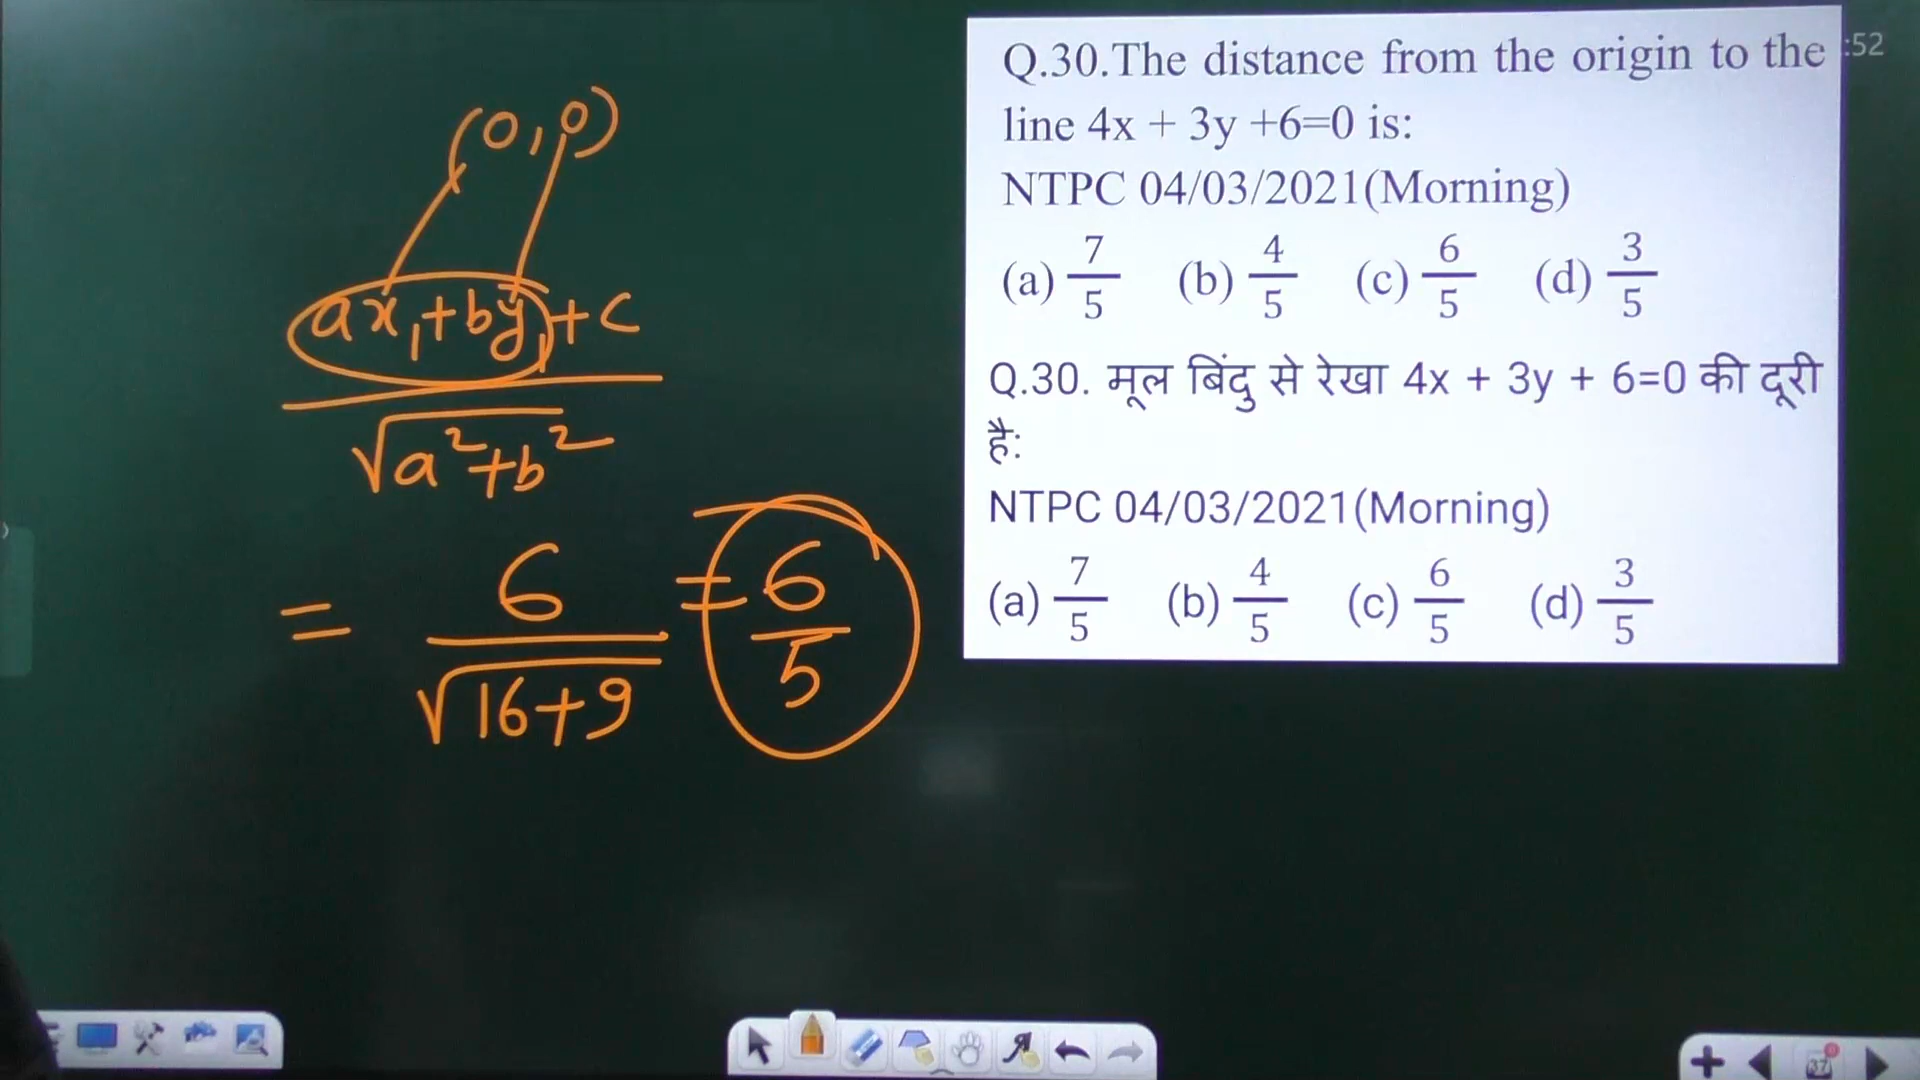 (0,0)
ax₁+by₁+c
√a²+b²
= 6 = 6
√16+9 5
Q.30.The distance from the origin to the
line 4x + 3y +6=0 is:
NTPC 04/03/2021(Morning)
(a) 7/5 (b) 4/5 (c) 6/5 (d) 3/5
Q.30. मूल बिंदु से रेखा 4x + 3y + 6=0 की दूरी
है:
NTPC 04/03/2021(Morning)
(a) 7/5 (b) 4/5 (c) 6/5 (d) 3/5
:52